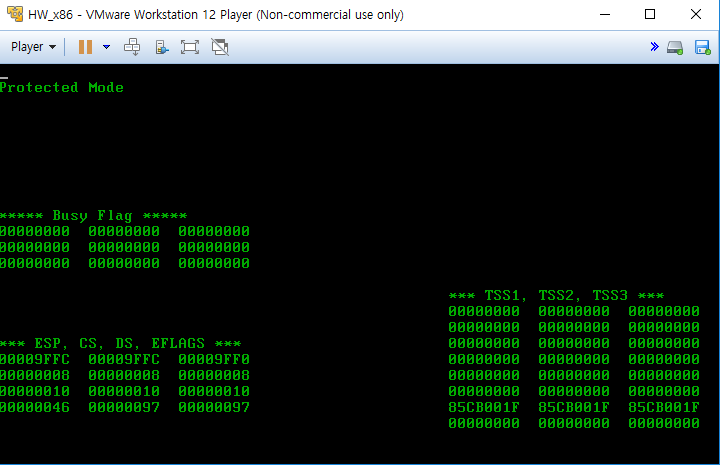 HW_x86 - VMware Workstation 12 Player (Non-commercial use only)
Player
Protected Mode
***** Busy Flag *****
00000000 00000000 00000000
00000000 00000000 00000000
00000000 00000000 00000000
*** ESP, CS, DS, EFLAGS ***
00009FFC 00009FFC 00009FF0
00000008 00000008 00000008
00000010 00000010 00000010
00000046 00000097 00000097
*** TSS1, TSS2, TSS3 ***
00000000 00000000 00000000
00000000 00000000 00000000
00000000 00000000 00000000
00000000 00000000 00000000
00000000 00000000 00000000
00000000 00000000 00000000
85CB001F 85CB001F 85CB001F
00000000 00000000 00000000